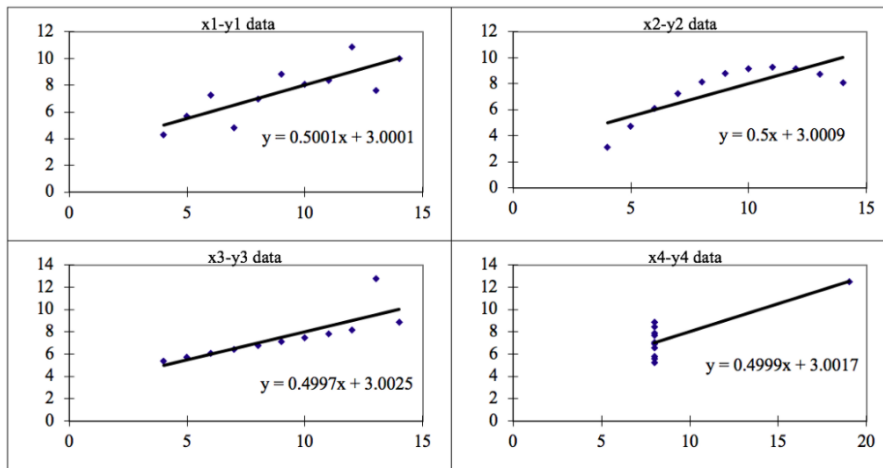 x1-y1 data
12
10
8
6
4
2
0
y = 0.5001x + 3.0001
0 5 10 15
x2-y2 data
12
10
8
6
4
2
0
y = 0.5x + 3.0009
0 5 10 15
x3-y3 data
14
12
10
8
6
4
2
0
y = 0.4997x + 3.0025
0 5 10 15
x4-y4 data
14
12
10
8
6
4
2
0
y = 0.4999x + 3.0017
0 5 10 15 20